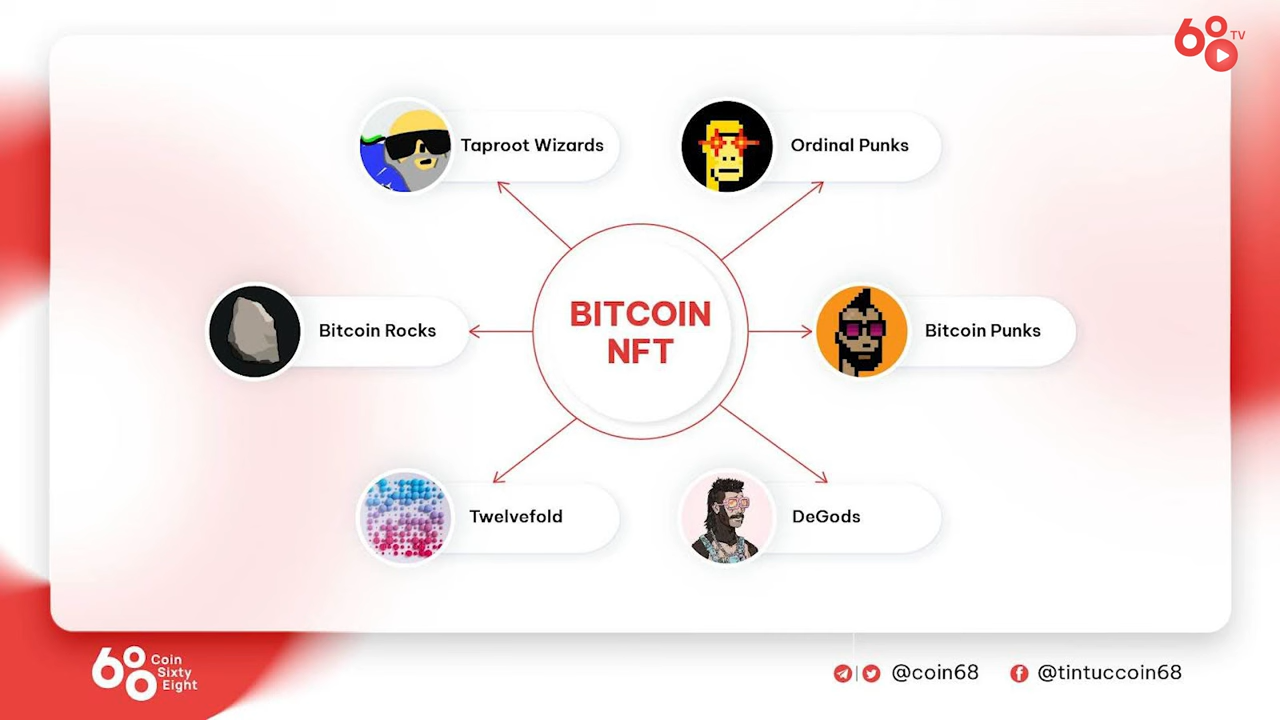 68 TV
Taproot Wizards
Ordinal Punks
BITCOIN
NFT
Bitcoin Rocks
Bitcoin Punks
Twelvefold
DeGods
68 Coin
Sixty
Eight
@coin68
@tintuccoin68